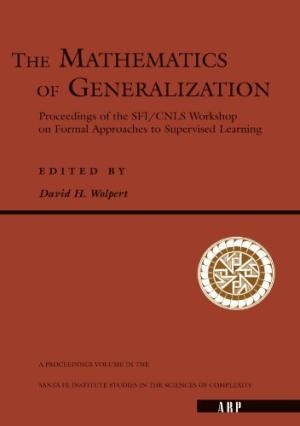 THE MATHEMATICS
OF GENERALIZATION
Proceedings of the SFI/CNLS Workshop
on Formal Approaches to Supervised Learning
EDITED BY
David H. Wolpert
A PROCEEDINGS VOLUME IN THE
SANTA FE INSTITUTE STUDIES IN THE SCIENCES OF COMPLEXITY
ABP